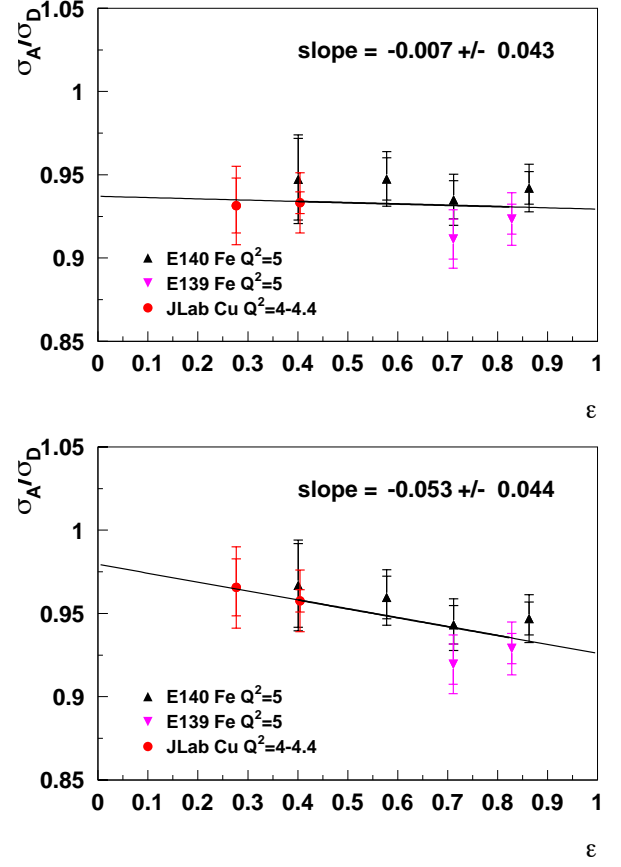 σA/σD
1.05
slope = -0.007 +/- 0.043
1
0.95
0.9
E140 Fe Q²=5
E139 Fe Q²=5
JLab Cu Q²=4-4.4
0.85
0 0.1 0.2 0.3 0.4 0.5 0.6 0.7 0.8 0.9 1
ε
σA/σD
1.05
slope = -0.053 +/- 0.044
1
0.95
0.9
E140 Fe Q²=5
E139 Fe Q²=5
JLab Cu Q²=4-4.4
0.85
0 0.1 0.2 0.3 0.4 0.5 0.6 0.7 0.8 0.9 1
ε